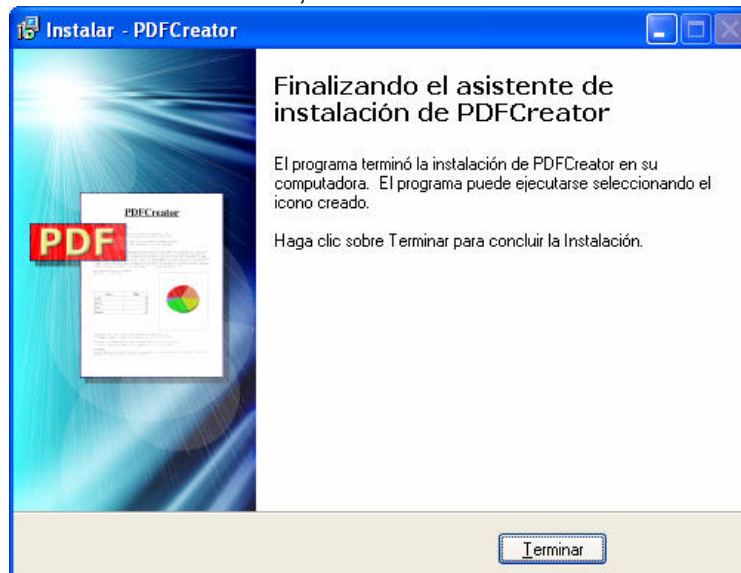 Instalar - PDFCreator
Finalizando el asistente de
instalación de PDFCreator
El programa terminó la instalación de PDFCreator en su
computadora. El programa puede ejecutarse seleccionando el
icono creado.
Haga clic sobre Terminar para concluir la Instalación.
PDFCreator
PDF
Terminar